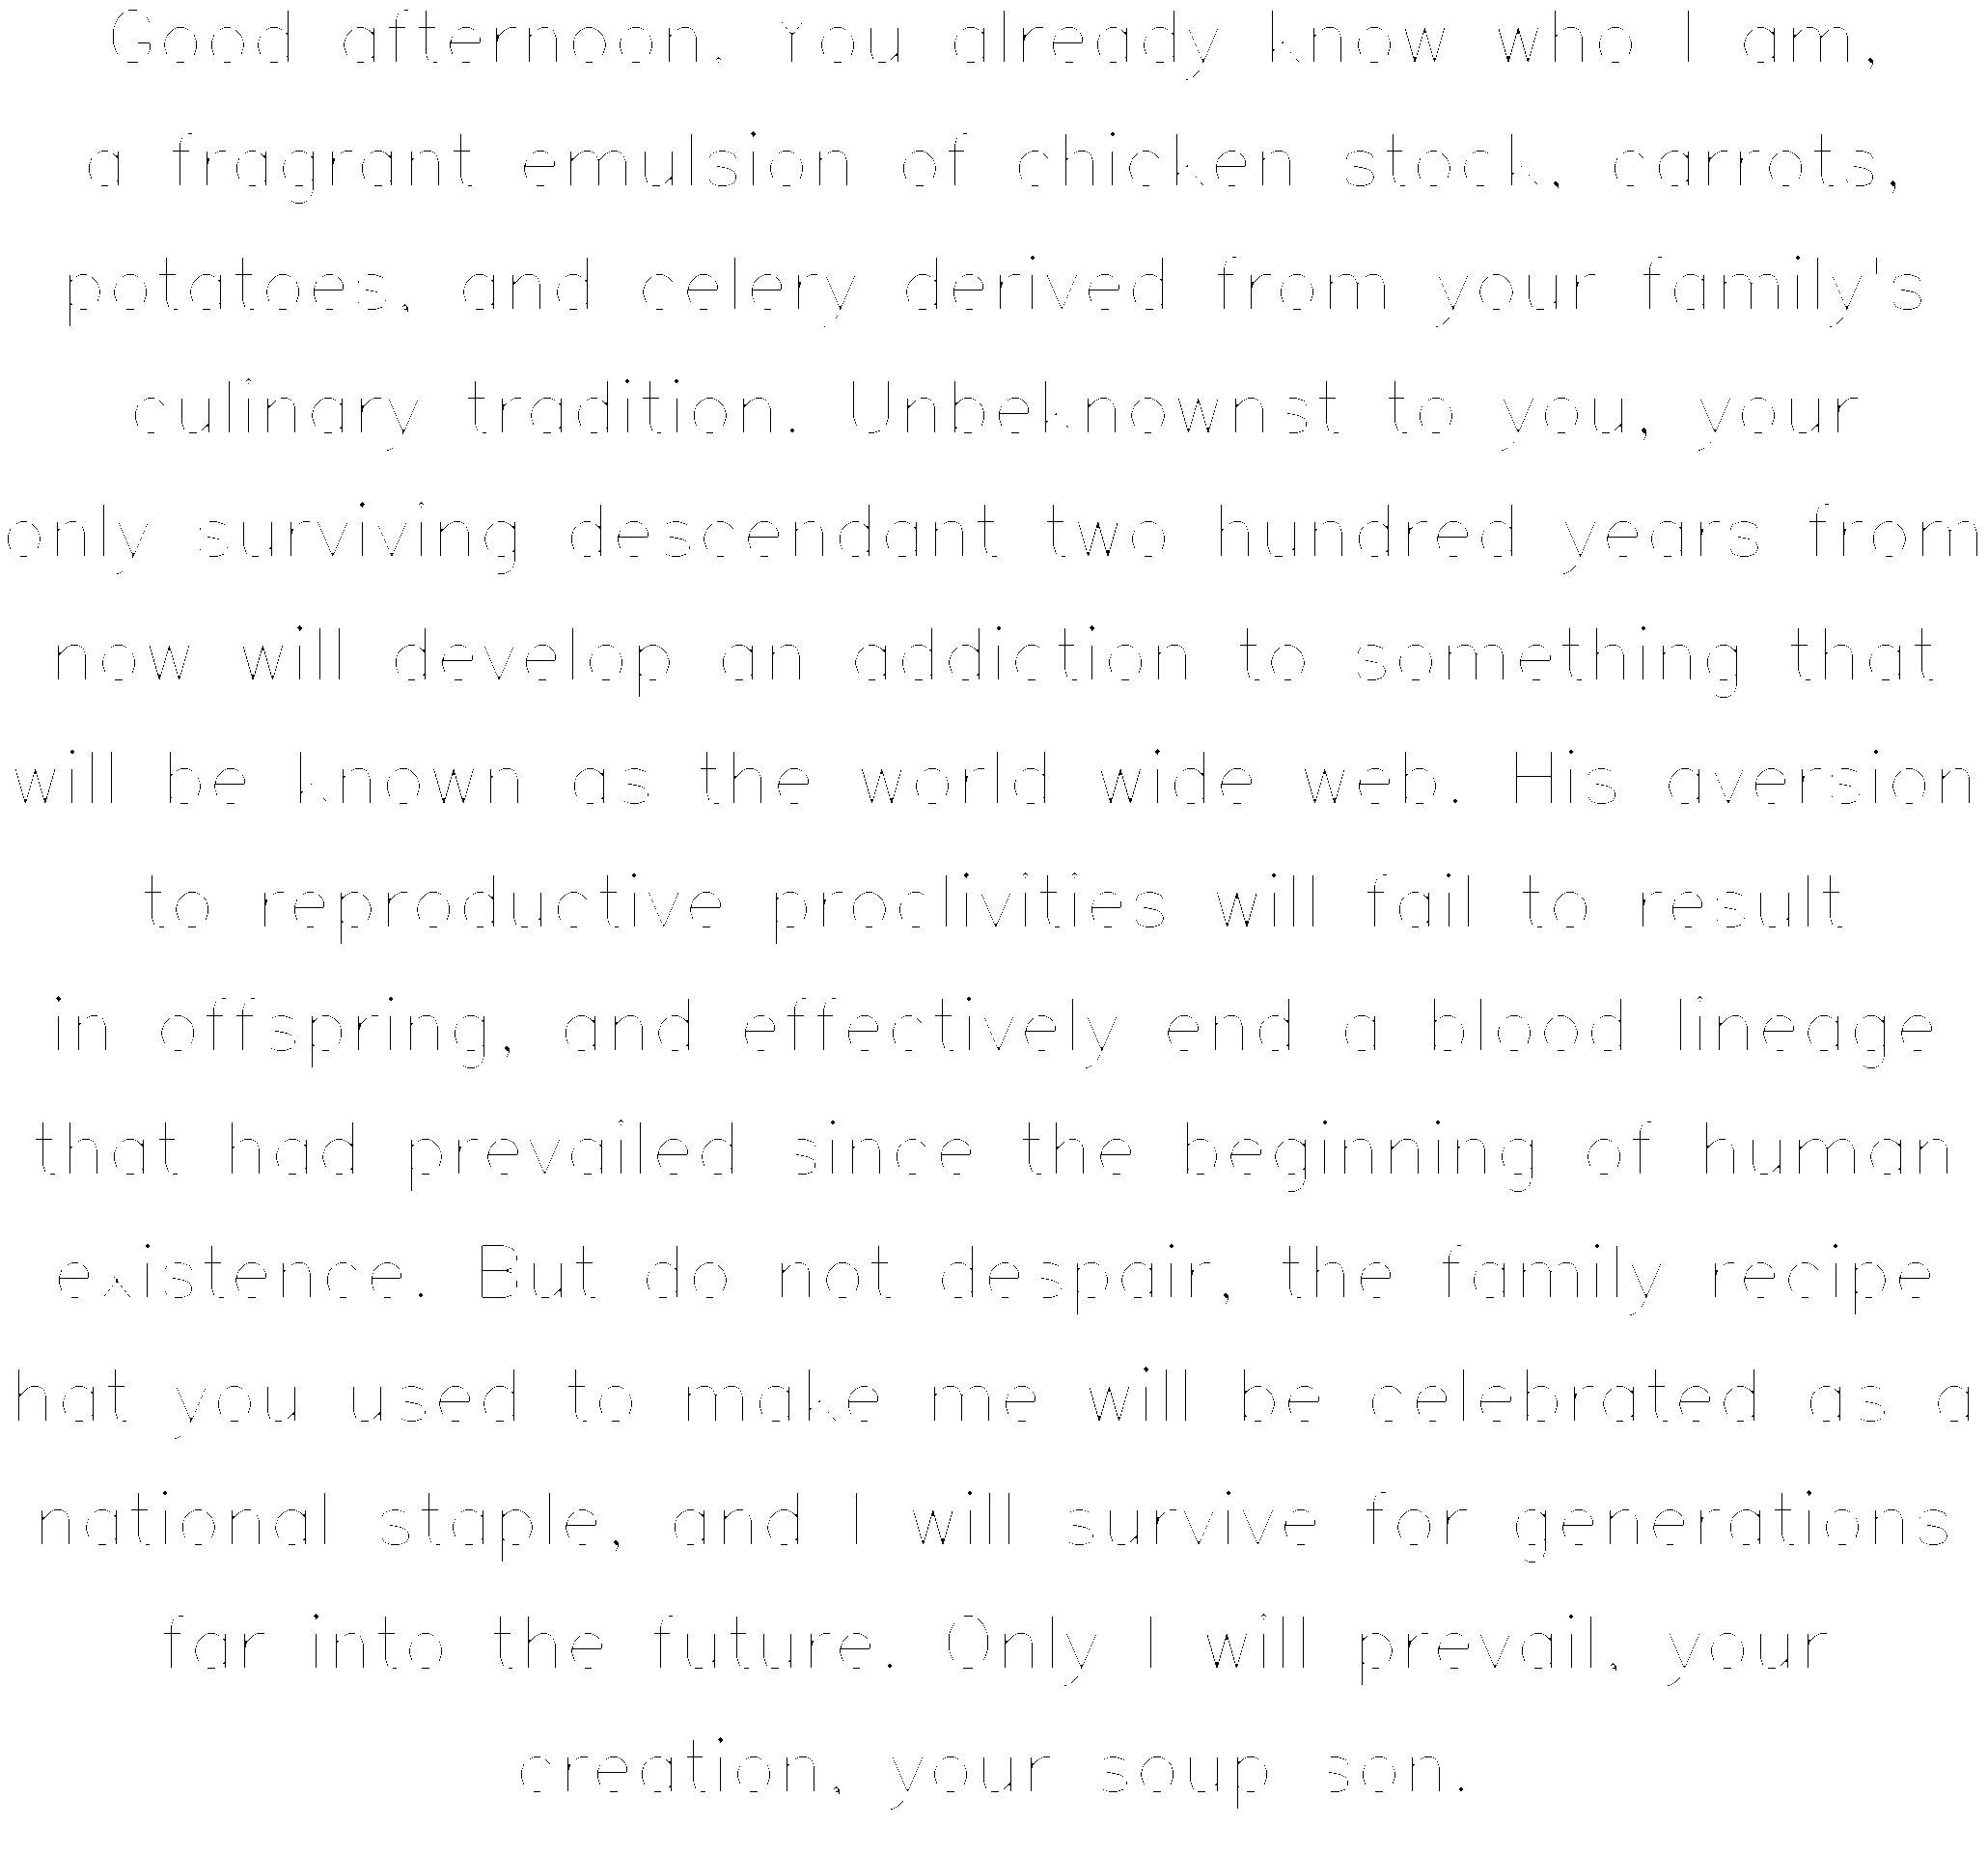 Good afternoon. You already know who I am,
a fragrant emulsion of chicken stock, carrots,
potatoes, and celery derived from your family's
culinary tradition. Unbeknownst to you, your
only surviving descendant two hundred years from
now will develop an addiction to something that
will be known as the world wide web. His aversion
to reproductive proclivities will fail to result
in offspring, and effectively end a blood lineage
that had prevailed since the beginning of human
existence. But do not despair, the family recipe
hat you used to make me will be celebrated as a
national staple, and I will survive for generations
far into the future. Only I will prevail, your
creation, your soup son.